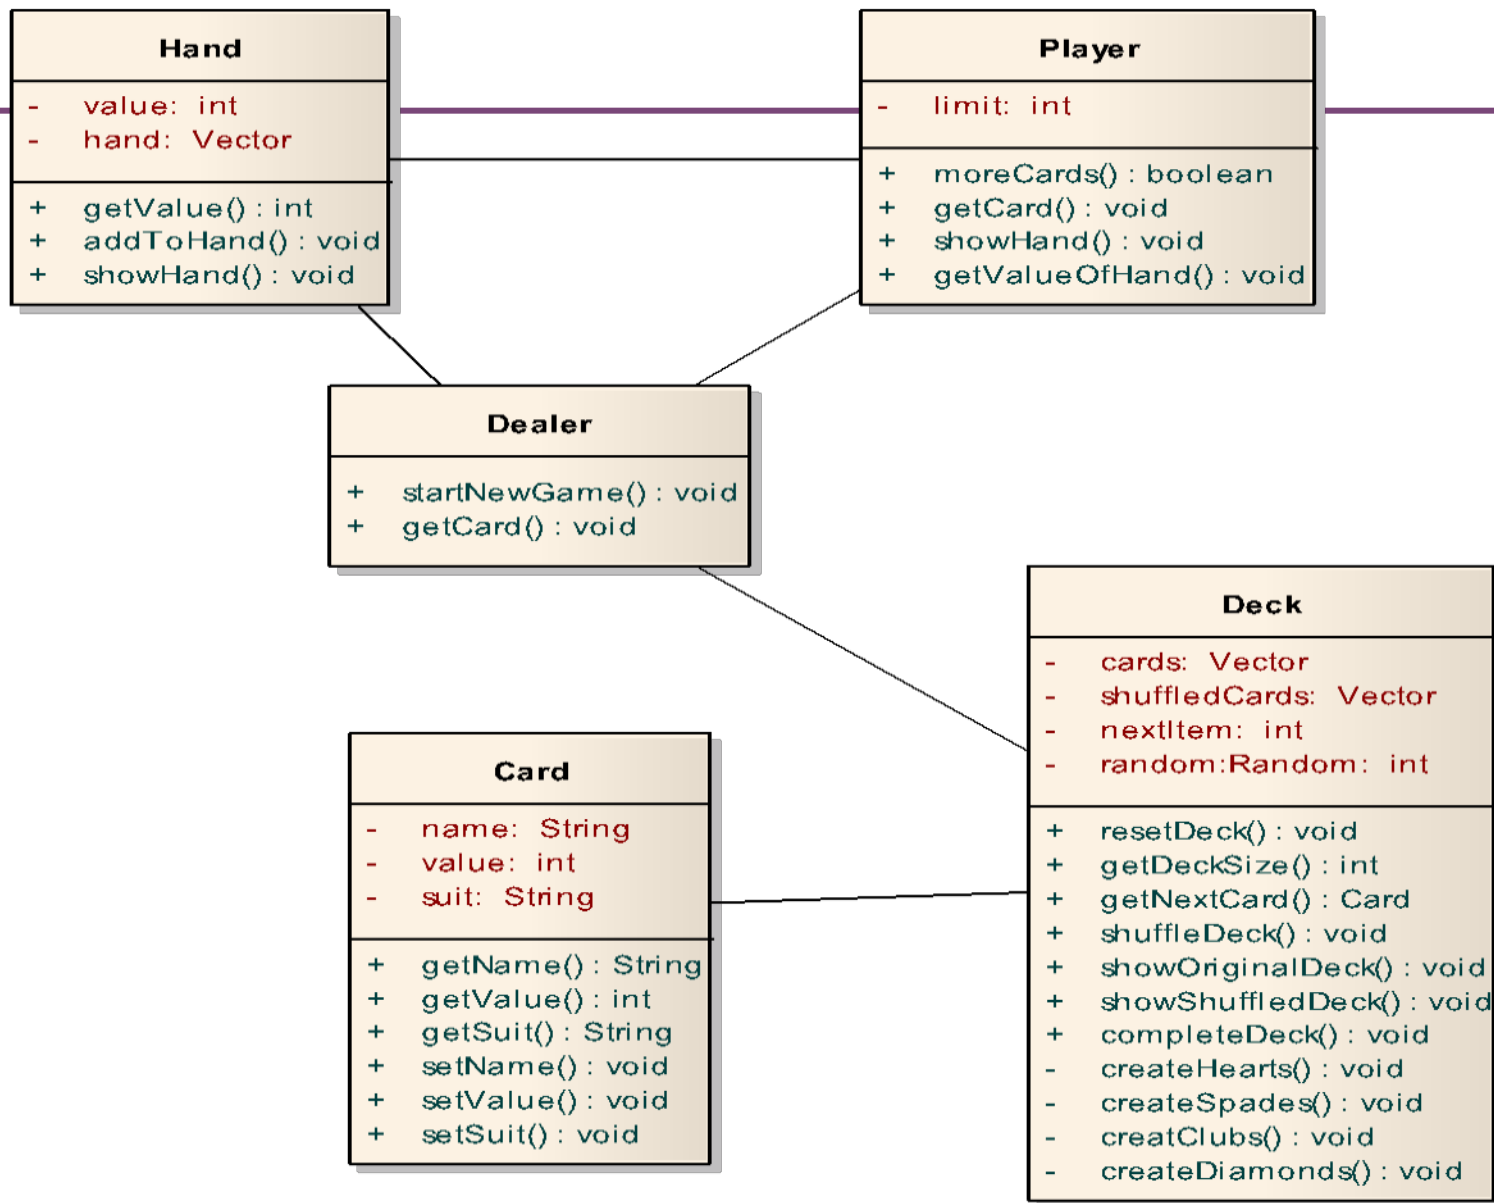 Hand
- value: int
- hand: Vector
+ getValue() : int
+ addToHand() : void
+ showHand() : void
Player
- limit: int
+ moreCards() : boolean
+ getCard() : void
+ showHand() : void
+ getValueOfHand() : void
Dealer
+ startNewGame() : void
+ getCard() : void
Deck
- cards: Vector
- shuffledCards: Vector
- nextItem: int
- random:Random: int
+ resetDeck() : void
+ getDeckSize() : int
+ getNextCard() : Card
+ shuffleDeck() : void
+ showOriginalDeck() : void
+ showShuffledDeck() : void
+ completeDeck() : void
- createHearts() : void
- createSpades() : void
- creatClubs() : void
- createDiamonds() : void
Card
- name: String
- value: int
- suit: String
+ getName() : String
+ getValue() : int
+ getSuit() : String
+ setName() : void
+ setValue() : void
+ setSuit() : void